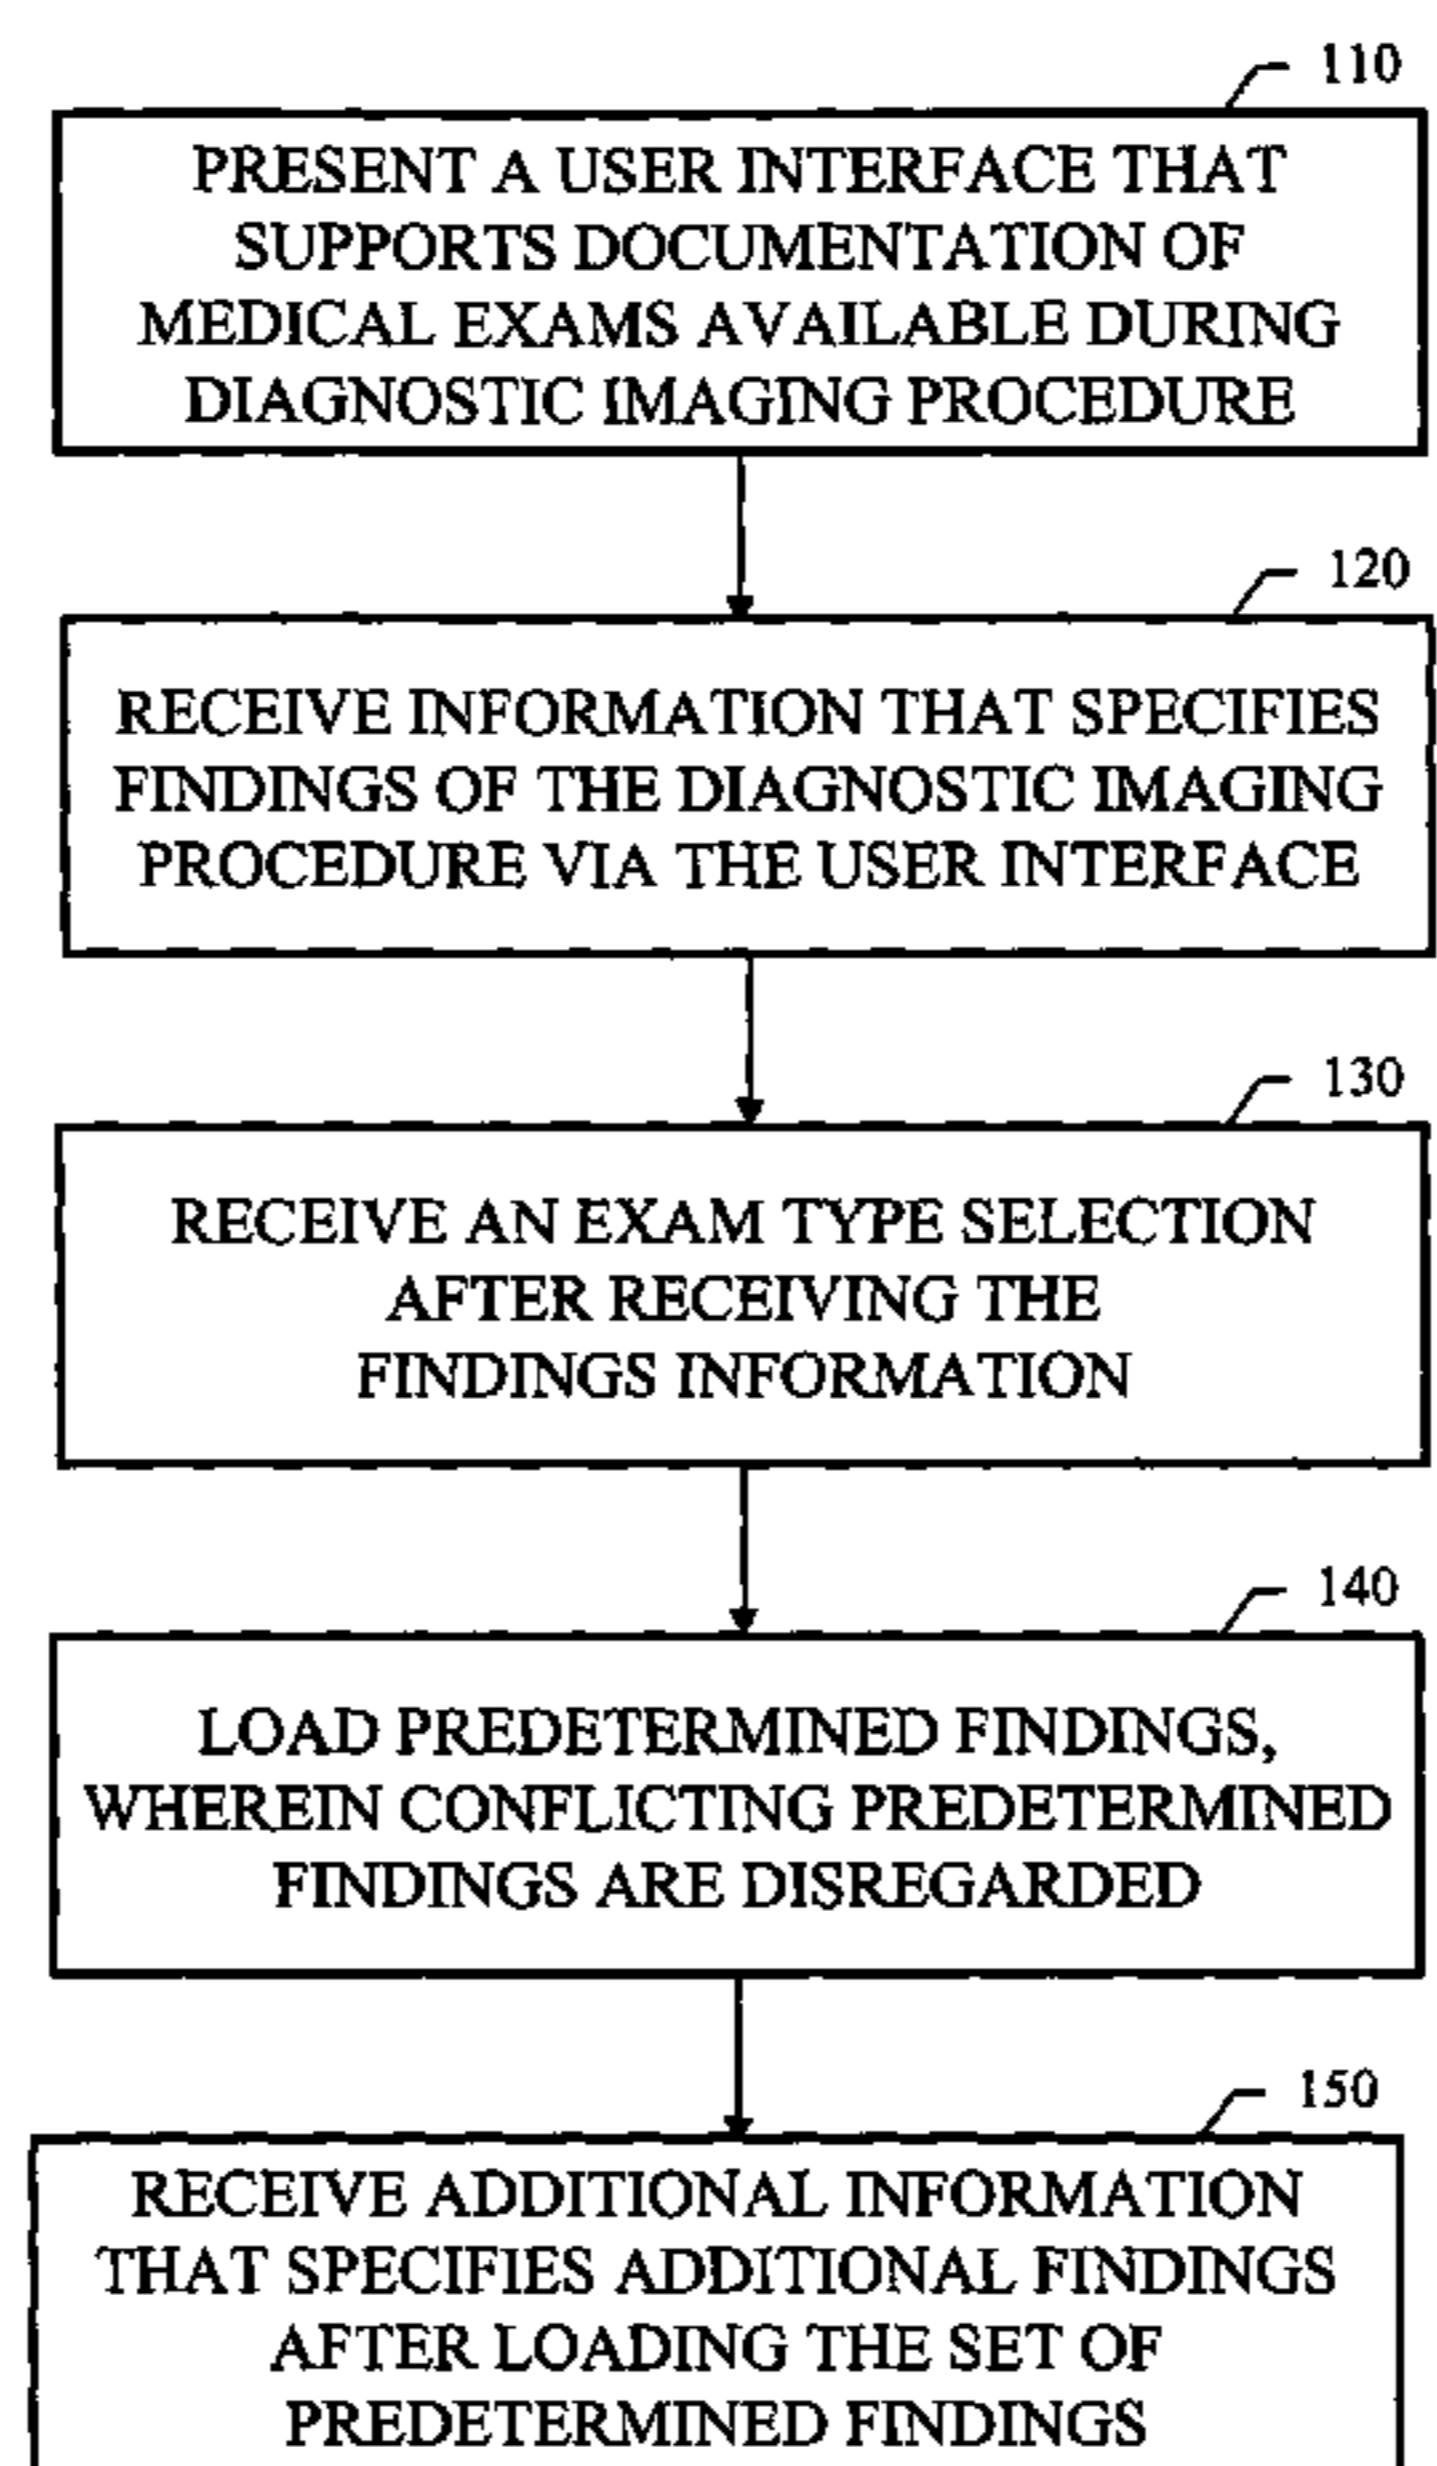 110
PRESENT A USER INTERFACE THAT
SUPPORTS DOCUMENTATION OF
MEDICAL EXAMS AVAILABLE DURING
DIAGNOSTIC IMAGING PROCEDURE
120
RECEIVE INFORMATION THAT SPECIFIES
FINDINGS OF THE DIAGNOSTIC IMAGING
PROCEDURE VIA THE USER INTERFACE
130
RECEIVE AN EXAM TYPE SELECTION
AFTER RECEIVING THE
FINDINGS INFORMATION
140
LOAD PREDETERMINED FINDINGS,
WHEREIN CONFLICTING PREDETERMINED
FINDINGS ARE DISREGARDED
150
RECEIVE ADDITIONAL INFORMATION
THAT SPECIFIES ADDITIONAL FINDINGS
AFTER LOADING THE SET OF
PREDETERMINED FINDINGS